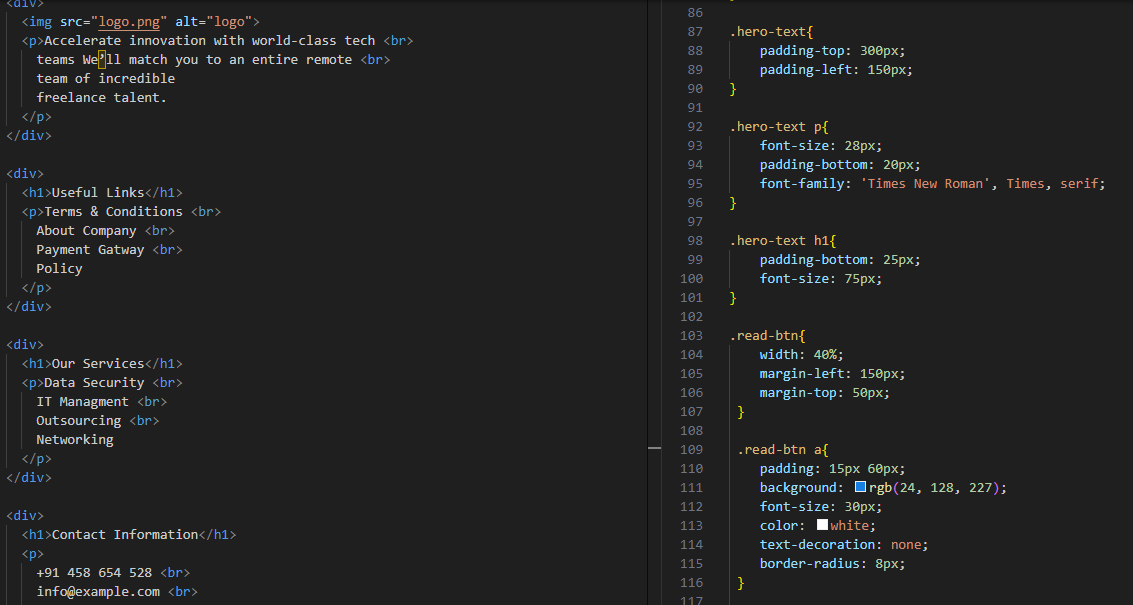 <div>
<img src="logo.png" alt="logo">
<p>Accelerate innovation with world-class tech <br>
teams We’ll match you to an entire remote <br>
team of incredible
freelance talent.
</p>
</div>
<div>
<h1>Useful Links</h1>
<p>Terms & Conditions <br>
About Company <br>
Payment Gatway <br>
Policy
</p>
</div>
<div>
<h1>Our Services</h1>
<p>Data Security <br>
IT Managment <br>
Outsourcing <br>
Networking
</p>
</div>
<div>
<h1>Contact Information</h1>
<p>
+91 458 654 528 <br>
info@example.com <br>
86
87 .hero-text{
88 padding-top: 300px;
89 padding-left: 150px;
90 }
91
92 .hero-text p{
93 font-size: 28px;
94 padding-bottom: 20px;
95 font-family: 'Times New Roman', Times, serif;
96 }
97
98 .hero-text h1{
99 padding-bottom: 25px;
100 font-size: 75px;
101 }
102
103 .read-btn{
104 width: 40%;
105 margin-left: 150px;
106 margin-top: 50px;
107 }
108
109 .read-btn a{
110 padding: 15px 60px;
111 background: rgb(24, 128, 227);
112 font-size: 30px;
113 color: white;
114 text-decoration: none;
115 border-radius: 8px;
116 }
117